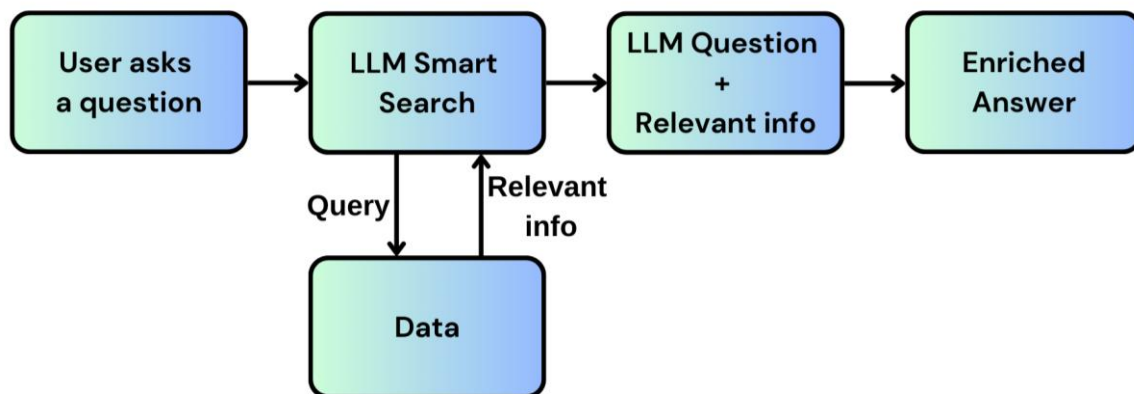 User asks
a question
LLM Smart
Search
LLM Question
+
Relevant info
Enriched
Answer
Query
Relevant
info
Data